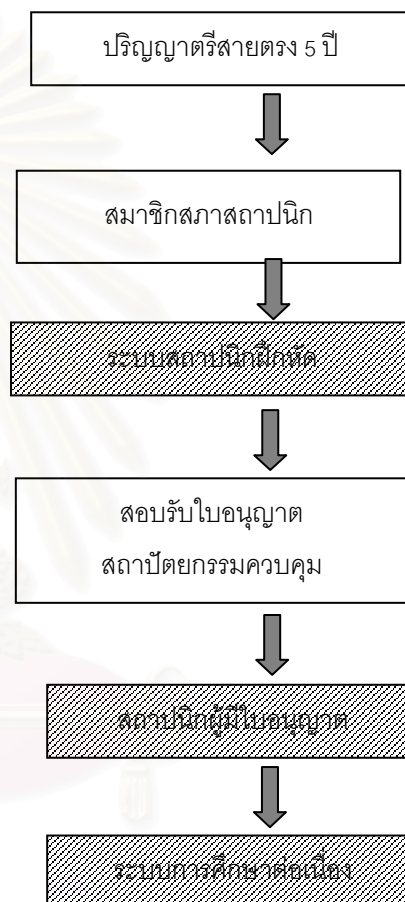 ปริญญาตรีสายตรง 5 ปี
สมาชิกสภาสถาปนิก
ระบบสถาปนิกฝึกหัด
สอบรับใบอนุญาต
สถาปัตยกรรมควบคุม
สถาปนิกผู้มีใบอนุญาต
ระบบการศึกษาต่อเนื่อง